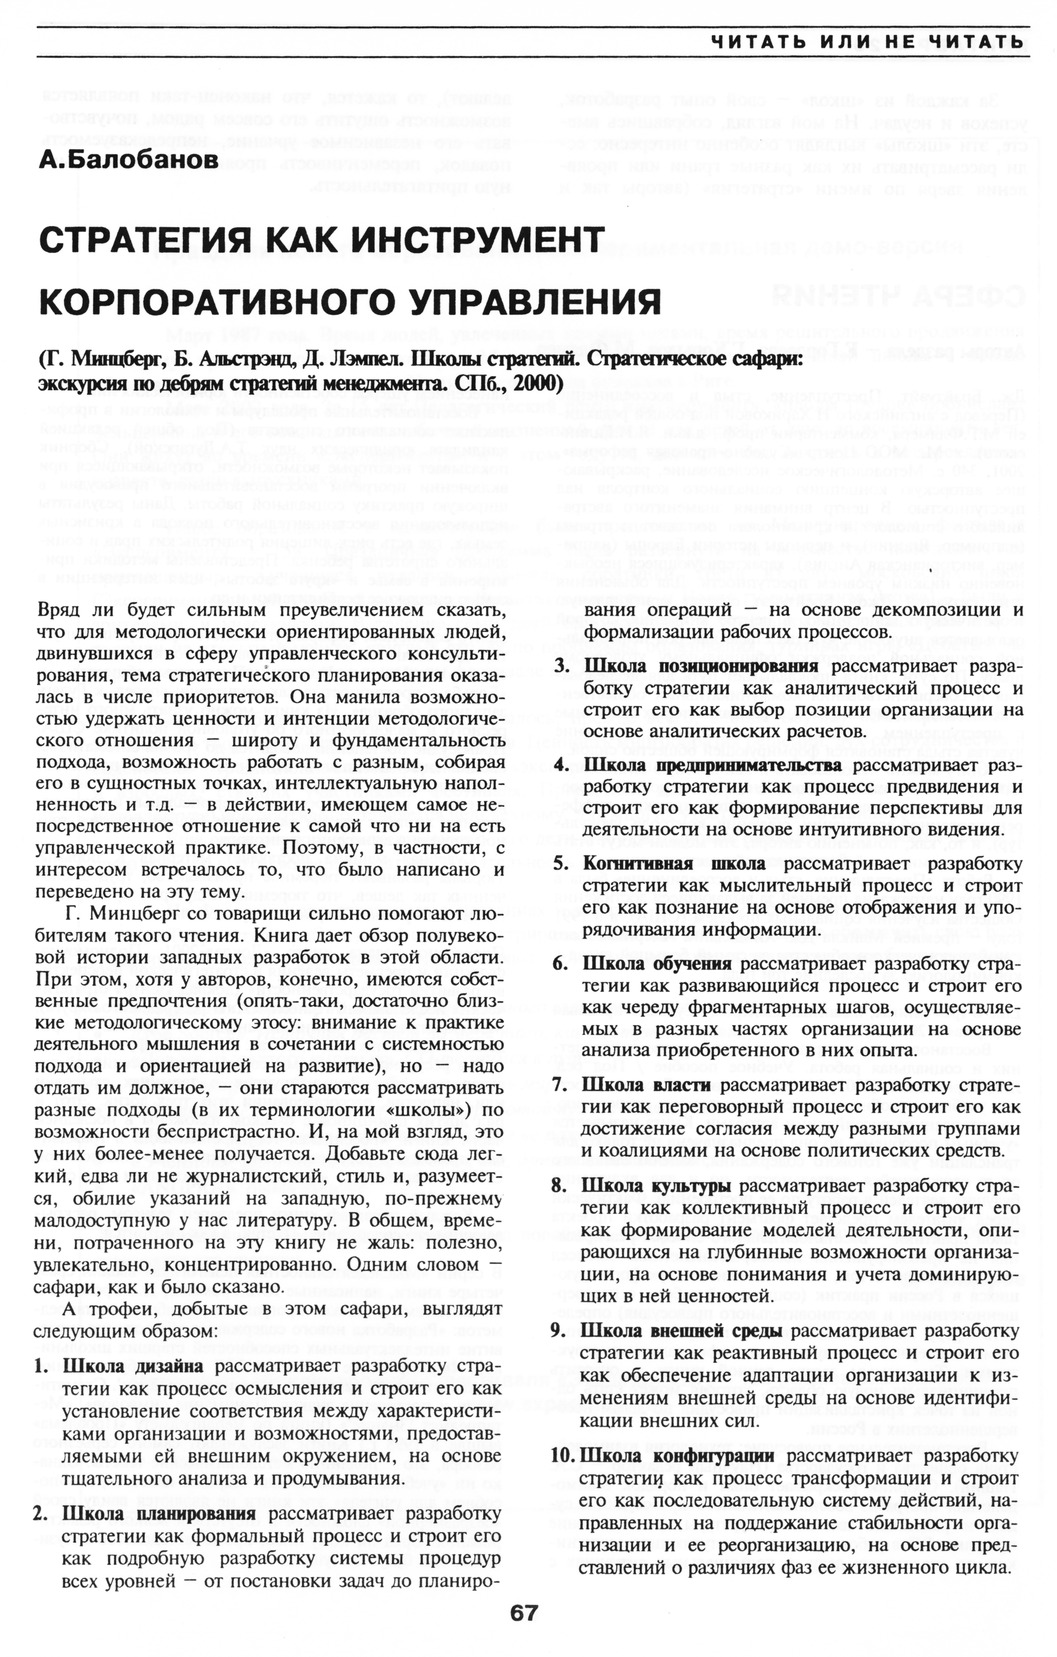 ЧИТАТЬ ИЛИ НЕ ЧИТАТЬ
А.Балобанов
СТРАТЕГИЯ КАК ИНСТРУМЕНТ
КОРПОРАТИВНОГО УПРАВЛЕНИЯ
(Г. Минцберг, Б. Альстрэнд, Д. Лэмпел. Школы стратегий. Стратегическое сафари:
экскурсия по дебрям стратегий менеджмента. СПб., 2000)
Вряд ли будет сильным преувеличением сказать,
что для методологически ориентированных людей,
двинувшихся в сферу управленческого консульти-
рования, тема стратегического планирования оказа-
лась в числе приоритетов. Она манила возможно-
стью удержать ценности и интенции методологиче-
ского отношения – широту и фундаментальность
подхода, возможность работать с разным, собирая
его в сущностных точках, интеллектуальную напол-
ненность и т.д. – в действии, имеющем самое не-
посредственное отношение к самой что ни на есть
управленческой практике. Поэтому, в частности, с
интересом встречалось то, что было написано и
переведено на эту тему.
Г. Минцберг со товарищи сильно помогают лю-
бителям такого чтения. Книга дает обзор полувеко-
вой истории западных разработок в этой области.
При этом, хотя у авторов, конечно, имеются собст-
венные предпочтения (опять-таки, достаточно близ-
кие методологическому этосу: внимание к практике
деятельного мышления в сочетании с системностью
подхода и ориентацией на развитие), но – надо
отдать им должное, – они стараются рассматривать
разные подходы (в их терминологии «школы») по
возможности беспристрастно. И, на мой взгляд, это
у них более-менее получается. Добавьте сюда лег-
кий, едва ли не журналистский, стиль и, разумеет-
ся, обилие указаний на западную, по-прежнему
малодоступную у нас литературу. В общем, време-
ни, потраченного на эту книгу не жаль: полезно,
увлекательно, концентрированно. Одним словом –
сафари, как и было сказано.
А трофеи, добытые в этом сафари, выглядят
следующим образом:
1. Школа дизайна рассматривает разработку стра-
тегии как процесс осмысления и строит его как
установление соответствия между характеристи-
ками организации и возможностями, предостав-
ляемыми ей внешним окружением, на основе
тщательного анализа и продумывания.
2. Школа планирования рассматривает разработку
стратегии как формальный процесс и строит его
как подробную разработку системы процедур
всех уровней – от постановки задач до планиро-
вания операций – на основе декомпозиции и
формализации рабочих процессов.
3. Школа позиционирования рассматривает разра-
ботку стратегии как аналитический процесс и
строит его как выбор позиции организации на
основе аналитических расчетов.
4. Школа предпринимательства рассматривает раз-
работку стратегии как процесс предвидения и
строит его как формирование перспективы для
деятельности на основе интуитивного видения.
5. Когнитивная школа рассматривает разработку
стратегии как мыслительный процесс и строит
его как познание на основе отображения и упо-
рядочивания информации.
6. Школа обучения рассматривает разработку стра-
тегии как развивающийся процесс и строит его
как череду фрагментарных шагов, осуществляе-
мых в разных частях организации на основе
анализа приобретенного в них опыта.
7. Школа власти рассматривает разработку страте-
гии как переговорный процесс и строит его как
достижение согласия между разными группами
и коалициями на основе политических средств.
8. Школа культуры рассматривает разработку стра-
тегии как коллективный процесс и строит его
как формирование моделей деятельности, опи-
рающихся на глубинные возможности организа-
ции, на основе понимания и учета доминирую-
щих в ней ценностей.
9. Школа внешней среды рассматривает разработку
стратегии как реактивный процесс и строит его
как обеспечение адаптации организации к из-
менениям внешней среды на основе идентифи-
кации внешних сил.
10. Школа конфигурации рассматривает разработку
стратегий как процесс трансформации и строит
его как последовательную систему действий, на-
правленных на поддержание стабильности орга-
низации и ее реорганизацию, на основе пред-
ставлений о различиях фаз ее жизненного цикла.
67